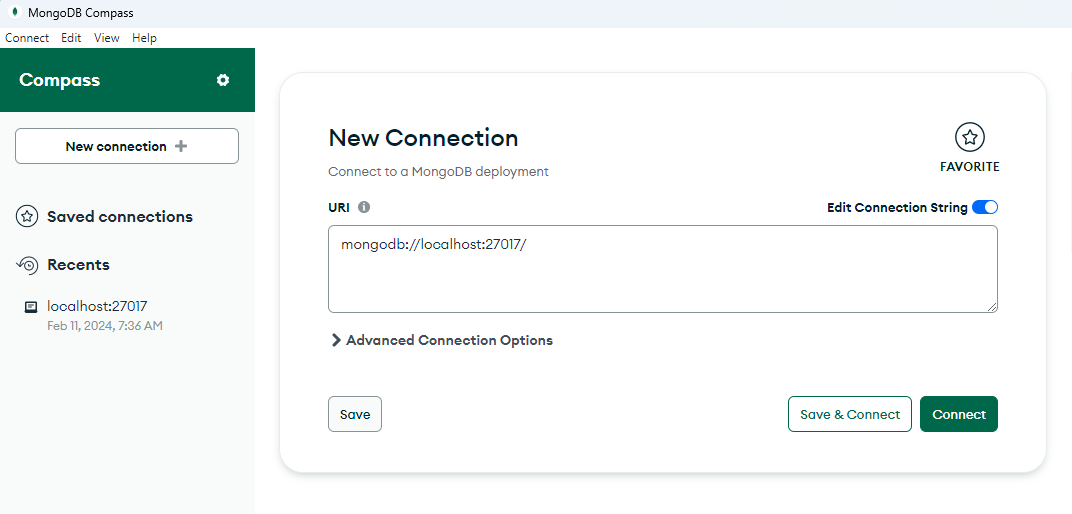 MongoDB Compass
Connect Edit View Help
Compass
New connection
Saved connections
Recents
localhost:27017
Feb 11, 2024, 7:36 AM
New Connection
Connect to a MongoDB deployment
FAVORITE
URI
Edit Connection String
mongodb://localhost:27017/
Advanced Connection Options
Save
Save & Connect
Connect